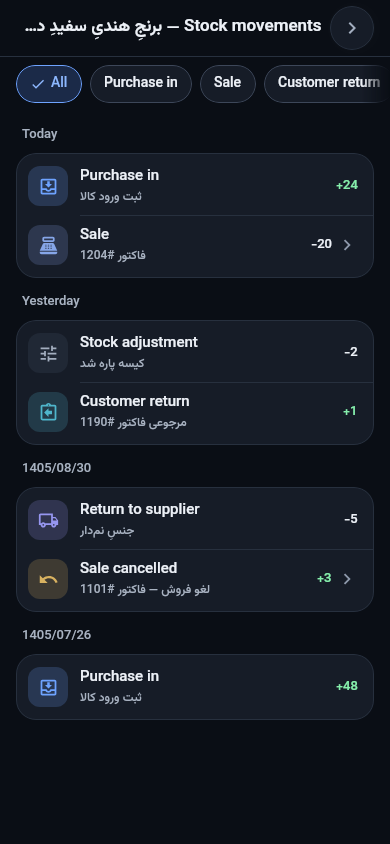 Stock movements — برنجِ هندیِ سفیدِ د...
All
Purchase in
Sale
Customer return
Today
Purchase in
ثبت ورود کالا
+24
Sale
فاکتور #1204
-20
Yesterday
Stock adjustment
کیسه پاره شد
-2
Customer return
مرجوعی فاکتور #1190
+1
1405/08/30
Return to supplier
جنسِ نم‌دار
-5
Sale cancelled
لغو فروش — فاکتور #1101
+3
1405/07/26
Purchase in
ثبت ورود کالا
+48